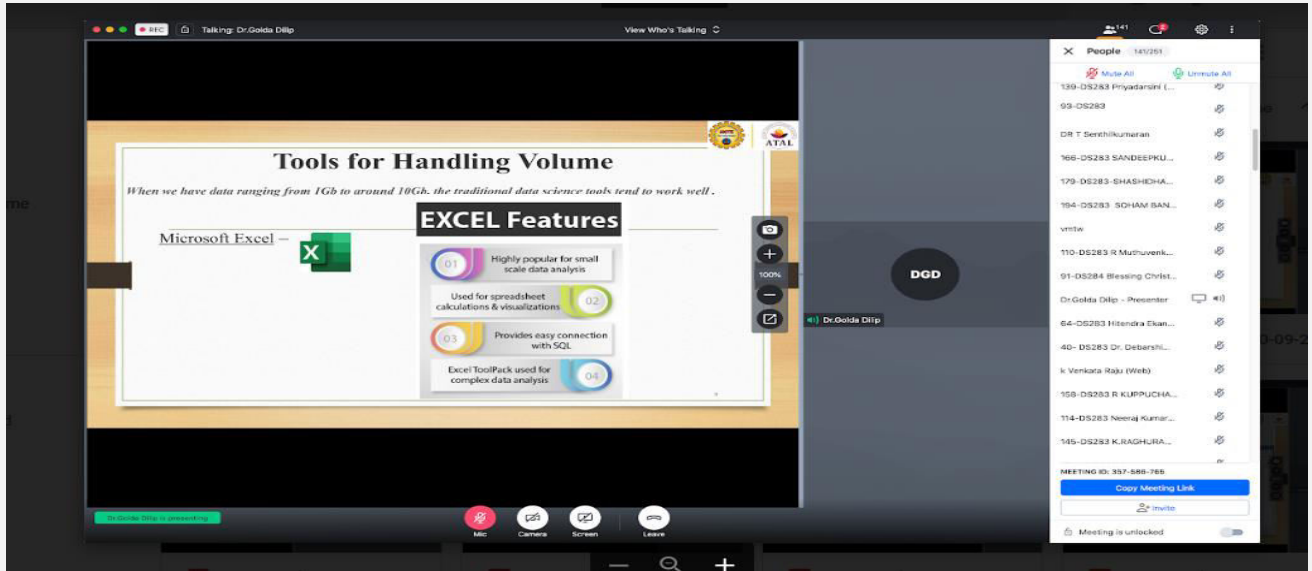 REC
Talking: Dr.Golda Dilip
View Who's Talking
141
2
People 141/251
Mute All
Unmute All
139-DS283 Priyadarsini (...
93-DS283
DR T Senthilkumaran
166-DS283 SANDEEPKU...
179-DS283-SHASHIDHA...
194-DS283 SOHAM BAN...
vmtw
110-DS283 R Muthuvenk...
91-DS284 Blessing Christ...
Dr.Golda Dilip - Presenter
64-DS283 Hitendra Ekan...
40- DS283 Dr. Debarshi...
k Venkata Raju (Web)
158-DS283 R KUPPUCHA...
114-DS283 Neeraj Kumar...
145-DS283 K.RAGHURA...
MEETING ID: 357-586-765
Copy Meeting Link
Invite
Meeting is unlocked
ATAL
Tools for Handling Volume
When we have data ranging from 1Gb to around 10Gb, the traditional data science tools tend to work well .
Microsoft Excel –
X
EXCEL Features
01
Highly popular for small
scale data analysis
Used for spreadsheet
calculations & visualizations
02
03
Provides easy connection
with SQL
Excel ToolPack used for
complex data analysis
04
100%
DGD
Dr.Golda Dilip
Dr.Golda Dilip is presenting
Mic
Camera
Screen
Leave